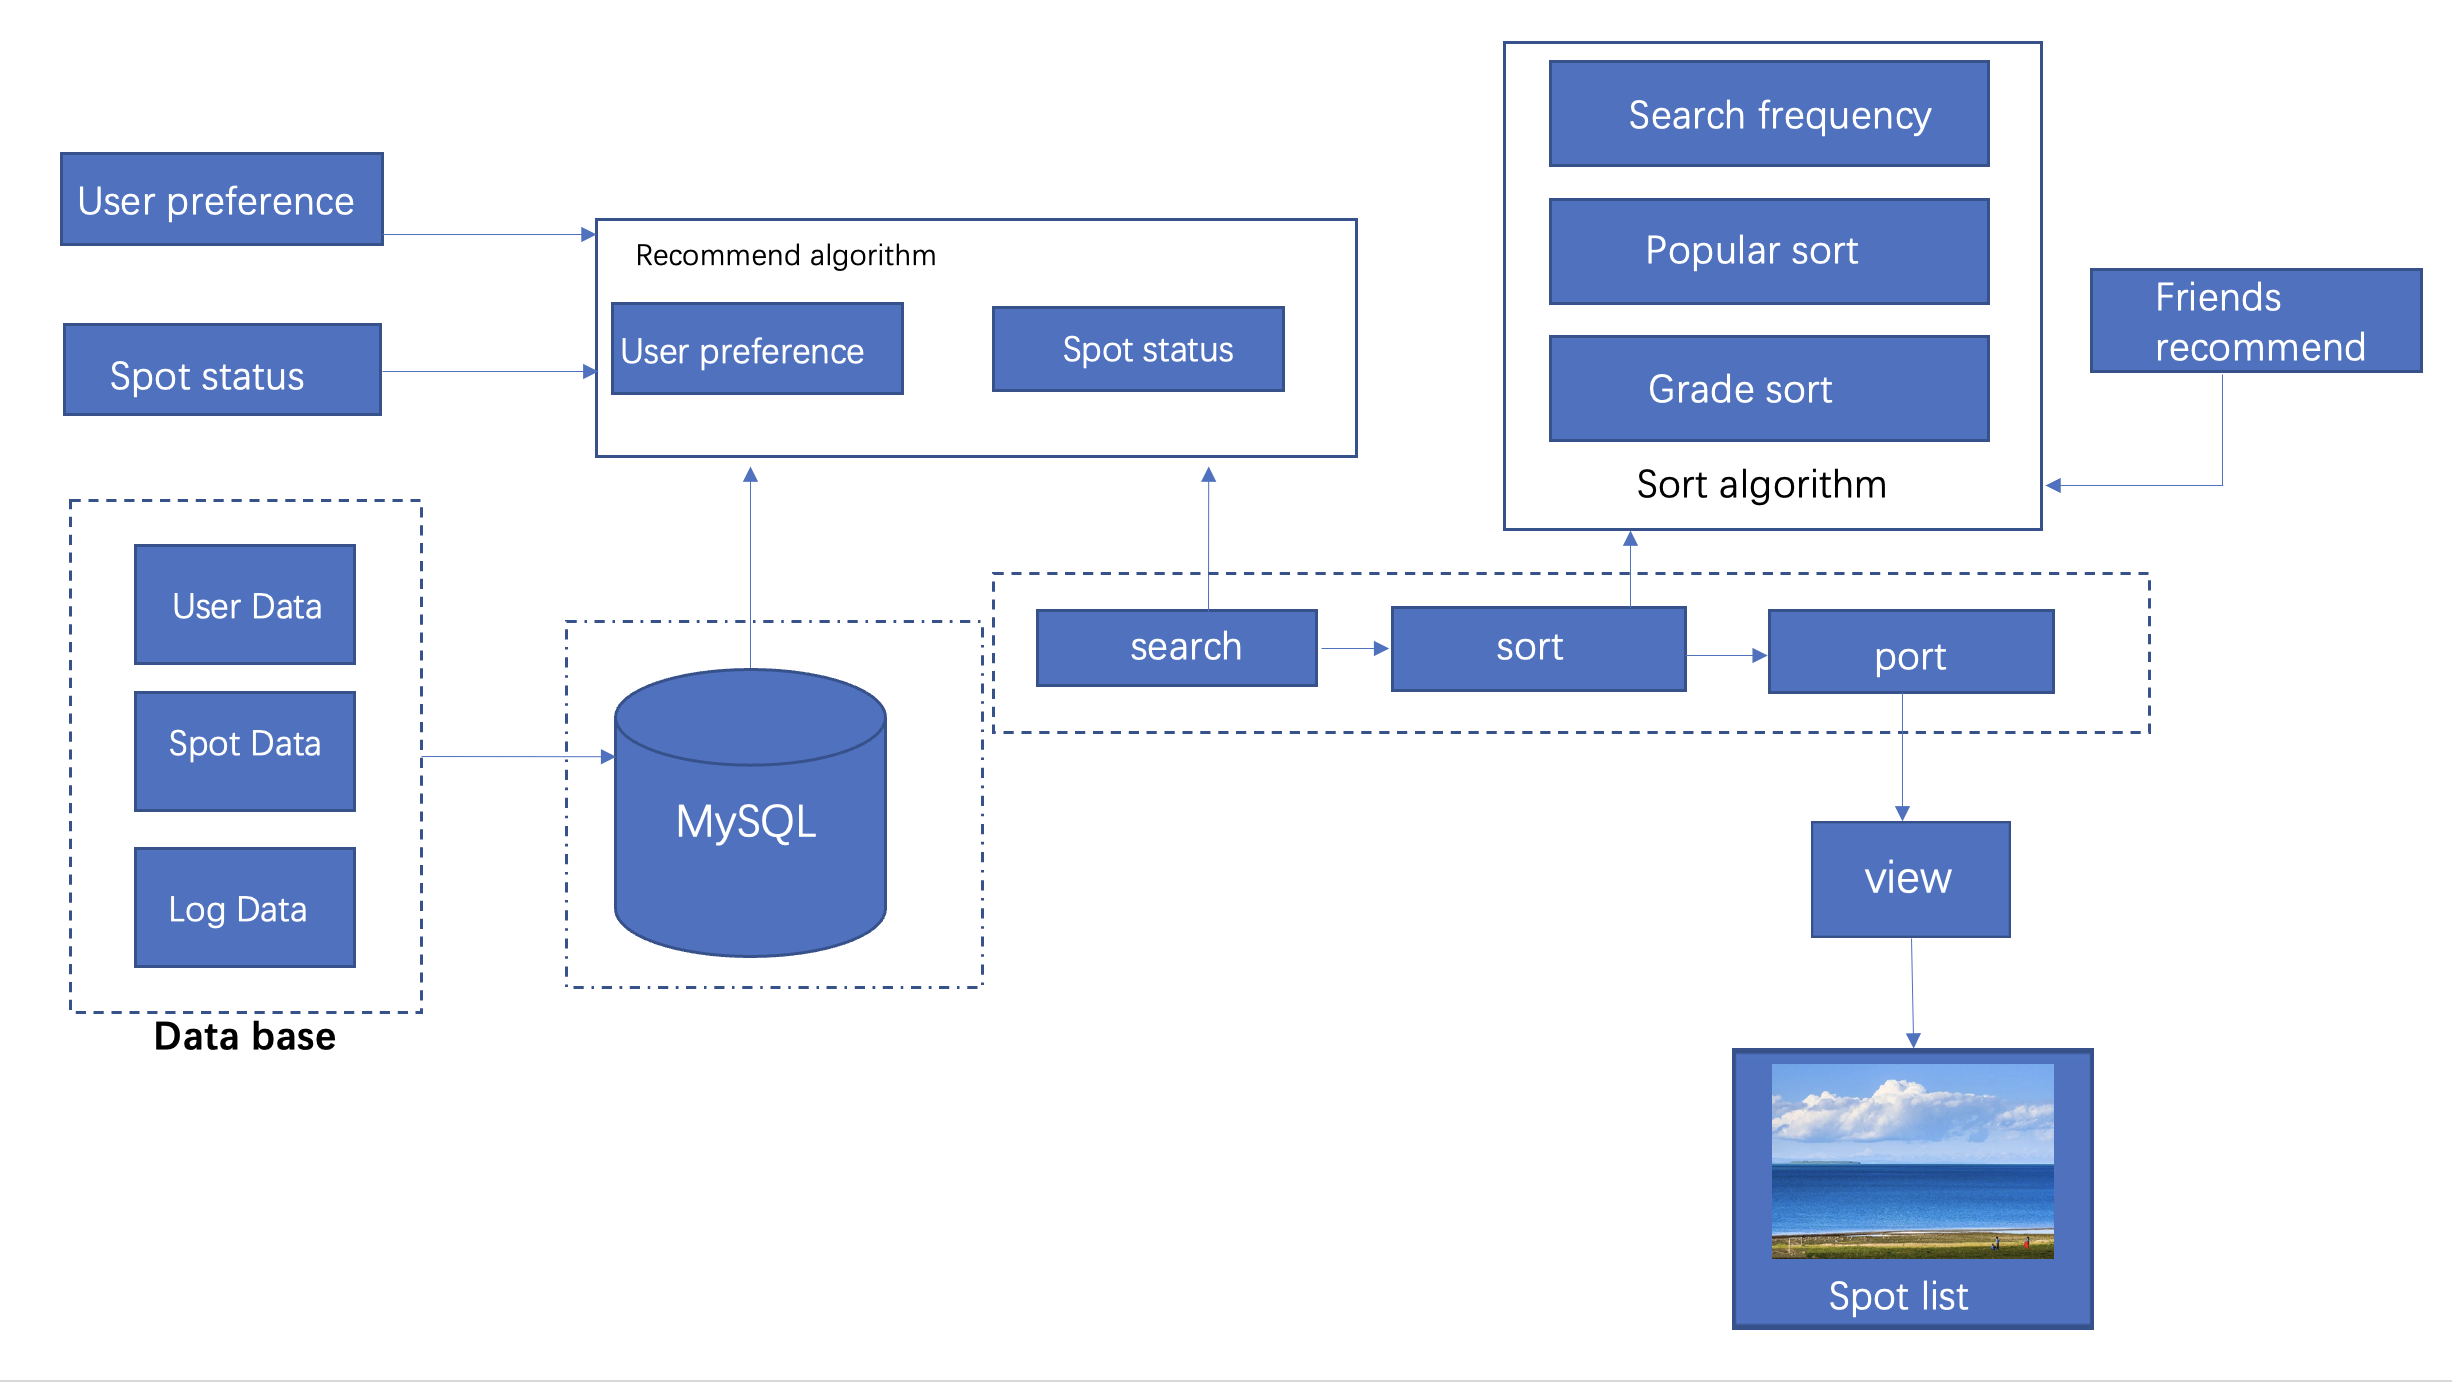 User preference
Spot status
Recommend algorithm
User preference
Spot status
Search frequency
Popular sort
Grade sort
Sort algorithm
Friends
recommend
User Data
Spot Data
Log Data
Data base
MySQL
search
sort
port
view
Spot list